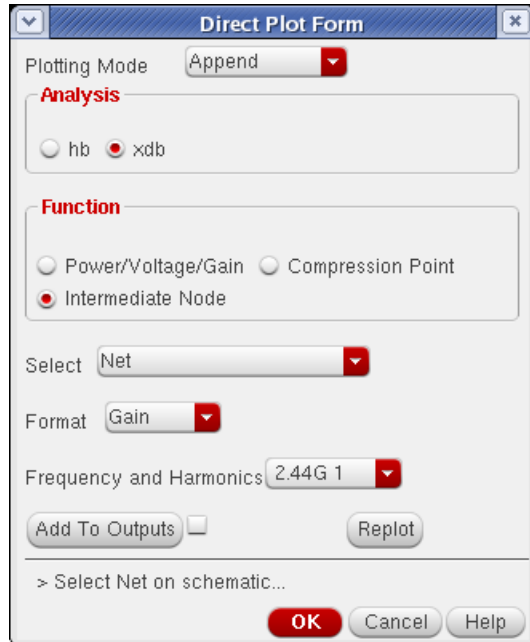 Direct Plot Form
Plotting Mode Append
Analysis
hb xdb
Function
Power/Voltage/Gain Compression Point
Intermediate Node
Select Net
Format Gain
Frequency and Harmonics 2.44G 1
Add To Outputs Replot
> Select Net on schematic...
OK Cancel Help